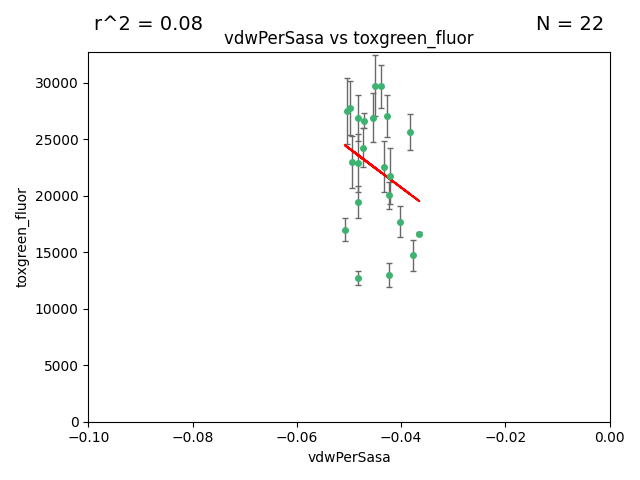 r^2 = 0.08
N = 22
vdwPerSasa vs toxgreen_fluor
30000
25000
20000
15000
10000
5000
0
toxgreen_fluor
−0.10
−0.08
−0.06
−0.04
−0.02
0.00
vdwPerSasa